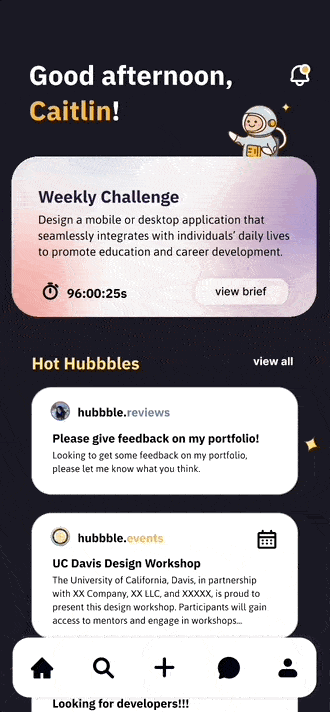 Good afternoon,
Caitlin!
Weekly Challenge
Design a mobile or desktop application that
seamlessly integrates with individuals’ daily lives
to promote education and career development.
96:00:25s
view brief
Hot Hubbbles
view all
hubbble.reviews
Please give feedback on my portfolio!
Looking to get some feedback on my portfolio,
please let me know what you think.
hubbble.events
UC Davis Design Workshop
The University of California, Davis, in partnership
with XX Company, XX LLC, and XXXXX, is proud to
present this design workshop. Participants will gain
access to mentors and engage in workshops...
Looking for developers!!!